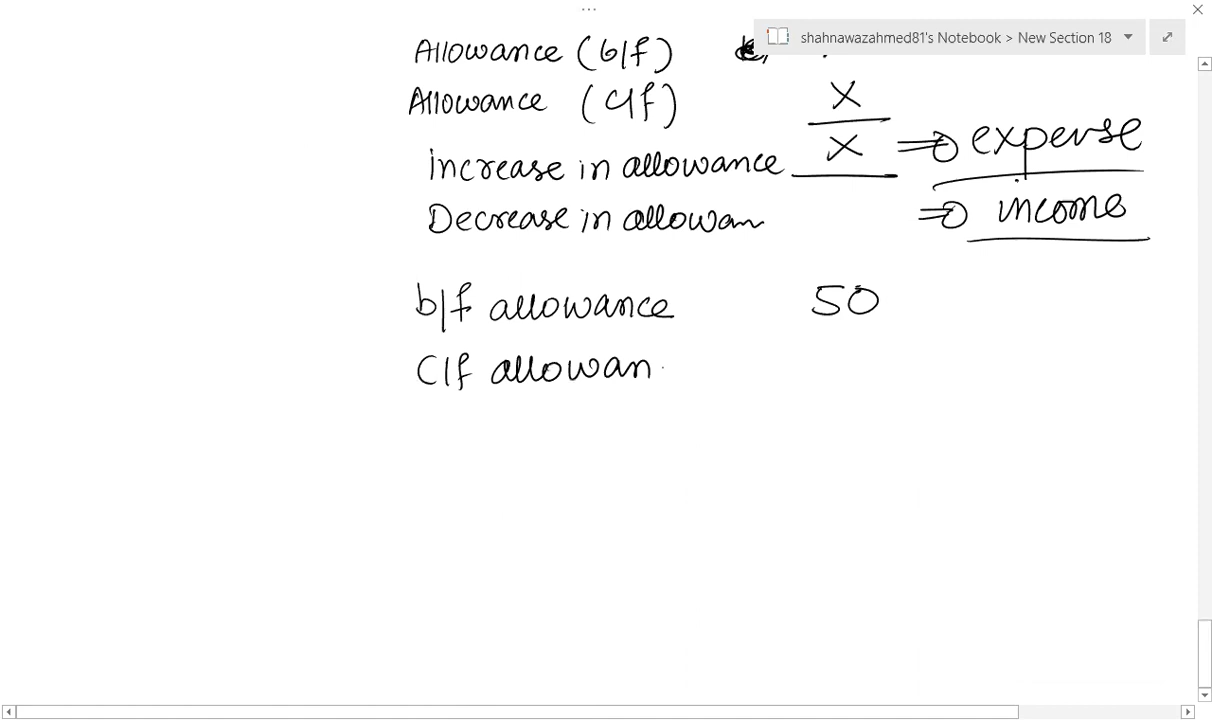 ...
shahnawazahmed81's Notebook > New Section 18
Allowance (b/f)
Allowance (C/f) X
Increase in allowance X ⇒ expense
Decrease in allowan ⇒ income
b/f allowance 50
C/f allowan